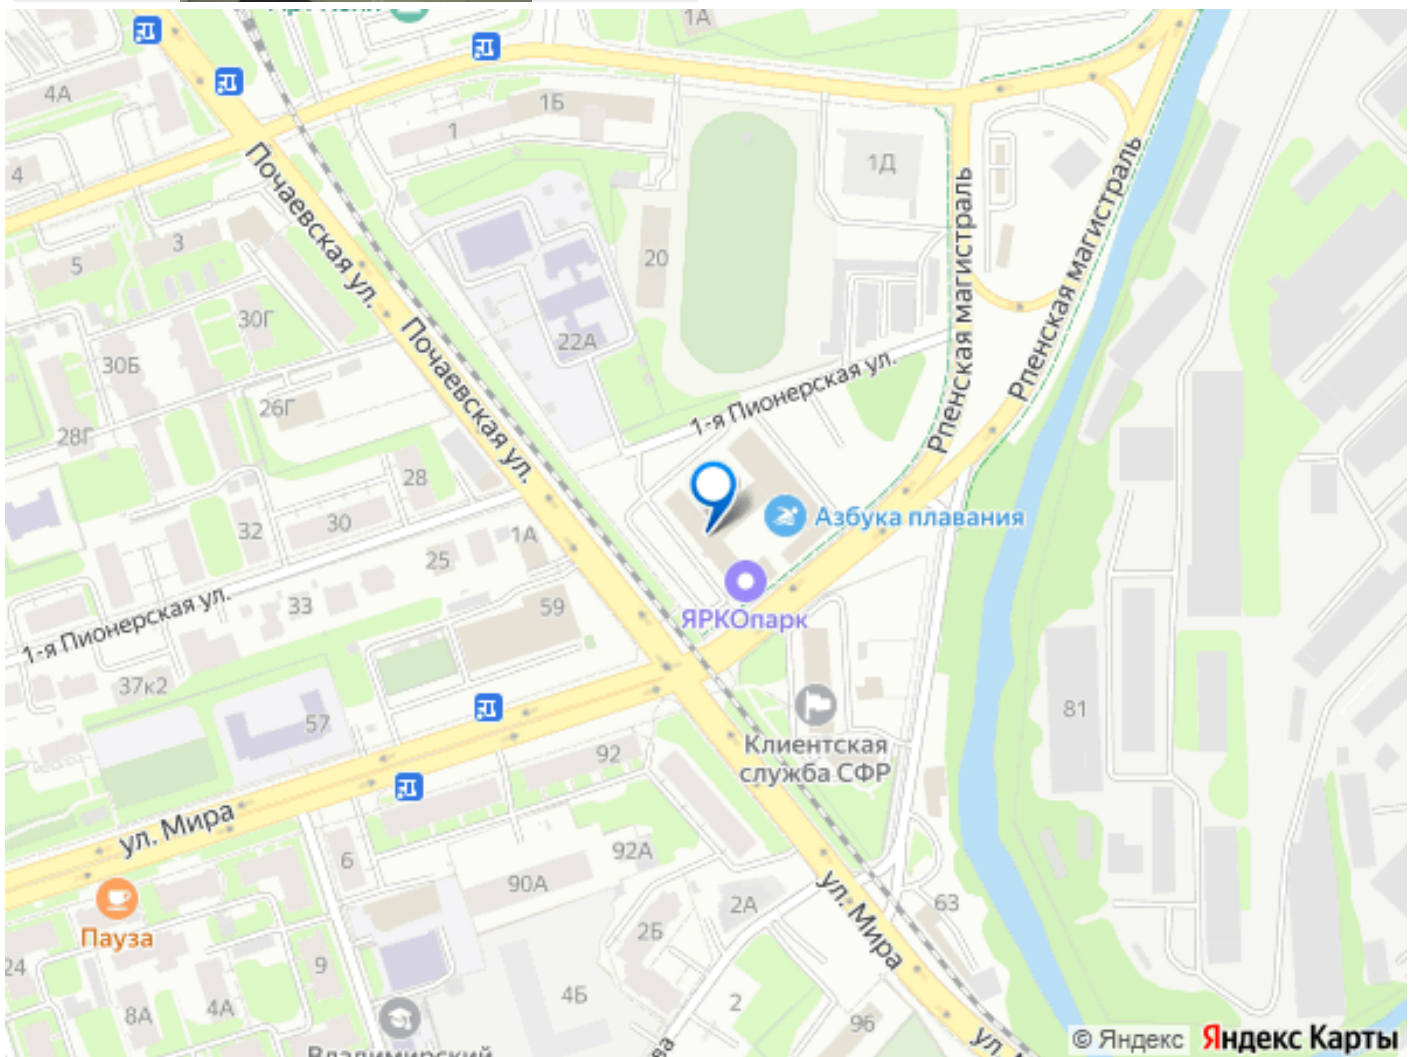 1А
4А
1Б
1
1Д
4
Почаевская ул.
3
5
20
Рпенская магистраль
Рпенская магистраль
30Г
22А
30Б
Почаевская ул.
26Г
1-я Пионерская ул.
28Г
28
32
30
1А
Азбука плавания
25
33
59
ЯРКОпарк
1-я Пионерская ул.
37к2
57
81
92
Клиентская
служба СФР
ул. Мира
6
92А
90А
ул. Мира
2А
63
Пауза
2Б
24
9
8А
4А
4Б
2
96
Владимирский
ул.
© Яндекс
Яндекс Карты